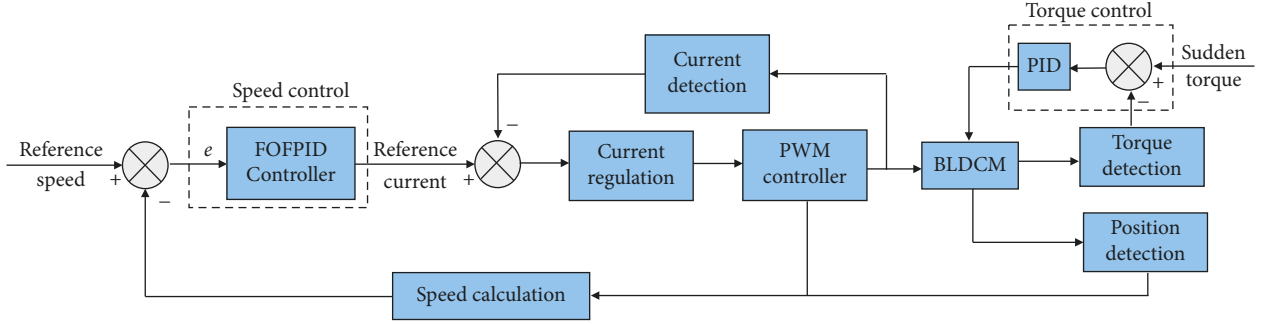 Torque control
PID
+
−
Sudden
torque
Current
detection
Speed control
Reference
speed
+
−
e
FOFPID
Controller
Reference
current
+
−
Current
regulation
PWM
controller
BLDCM
Torque
detection
Position
detection
Speed calculation